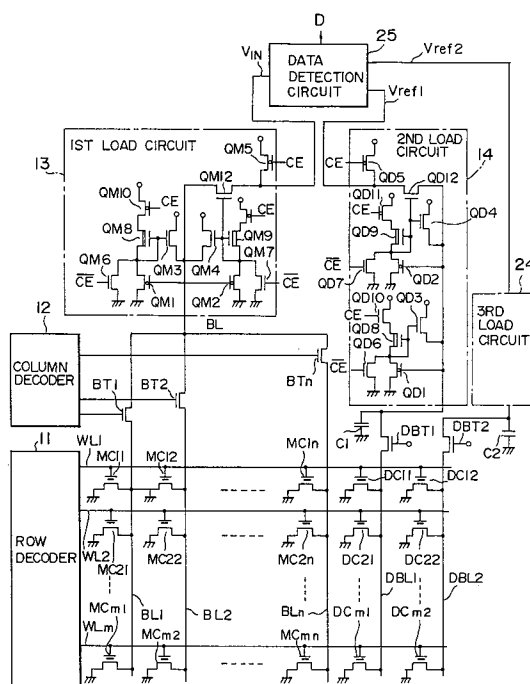 D
25
VIN
DATA DETECTION CIRCUIT
Vref2
Vref1
13
1ST LOAD CIRCUIT
QM5
CE
QM12
QM10
CE
CE
QM8
QM9
QM6
QM3
QM4
QM7
CE
CE
QM1
QM2
2ND LOAD CIRCUIT
14
CE
QD5
QD12
QD11
CE
QD4
QD9
CE
QD7
QD2
QD10
QD3
CE
QD8
CE
QD6
QD1
24
3RD LOAD CIRCUIT
12
COLUMN DECODER
BL
BT1
BT2
BTn
C1
DBT1
DBT2
C2
11
ROW DECODER
WL1
MC11
MC12
MC1n
DC11
DC12
WL2
MC21
MC22
MC2n
DC21
DC22
BL1
BL2
BLn
DBL1
DBL2
WLm
MCm1
MCm2
MCmn
DCm1
DCm2